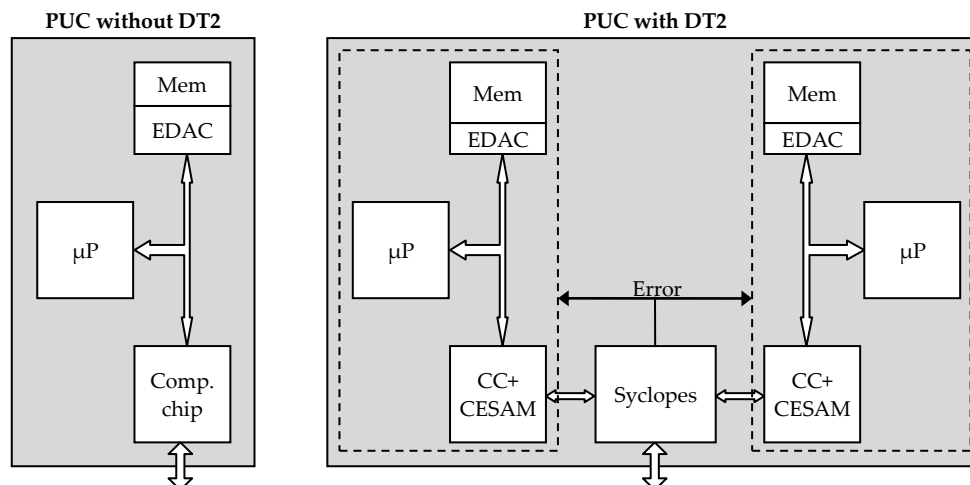 PUC without DT2
Mem
EDAC
µP
Comp.
chip
PUC with DT2
Mem
EDAC
µP
Error
CC+
CESAM
Syclopes
Mem
EDAC
µP
CC+
CESAM